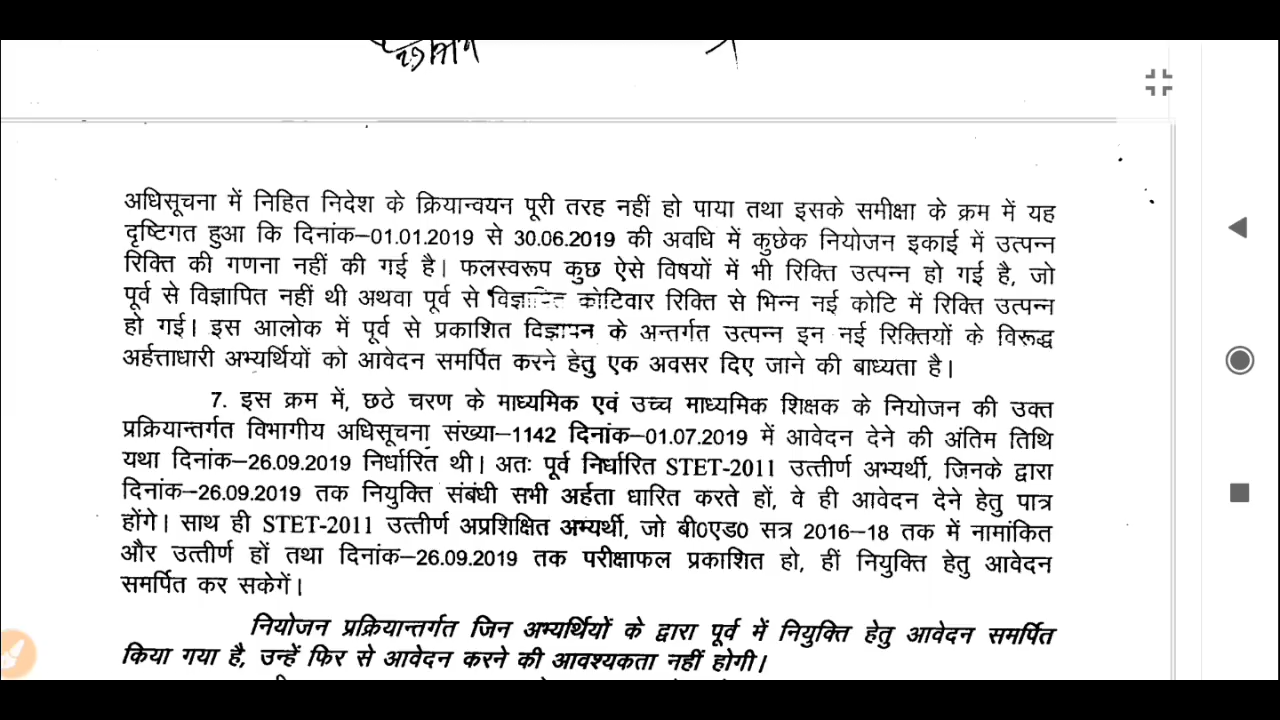 अधिसूचना में निहित निदेश के क्रियान्वयन पूरी तरह नहीं हो पाया तथा इसके समीक्षा के क्रम में यह
दृष्टिगत हुआ कि दिनांक–01.01.2019 से 30.06.2019 की अवधि में कुछेक नियोजन इकाई में उत्पन्न
रिक्ति की गणना नहीं की गई है। फलस्वरूप कुछ ऐसे विषयों में भी रिक्ति उत्पन्न हो गई है, जो
पूर्व से विज्ञापित नहीं थी अथवा पूर्व से विज्ञापित कोटिवार रिक्ति से भिन्न नई कोटि में रिक्ति उत्पन्न
हो गई। इस आलोक में पूर्व से प्रकाशित विज्ञापन के अन्तर्गत उत्पन्न इन नई रिक्तियों के विरूद्ध
अर्हत्ताधारी अभ्यर्थियों को आवेदन समर्पित करने हेतु एक अवसर दिए जाने की बाध्यता है।
7. इस क्रम में, छठे चरण के माध्यमिक एवं उच्च माध्यमिक शिक्षक के नियोजन की उक्त
प्रक्रियान्तर्गत विभागीय अधिसूचना संख्या–1142 दिनांक–01.07.2019 में आवेदन देने की अंतिम तिथि
यथा दिनांक–26.09.2019 निर्धारित थी। अतः पूर्व निर्धारित STET-2011 उत्तीर्ण अभ्यर्थी, जिनके द्वारा
दिनांक–26.09.2019 तक नियुक्ति संबंधी सभी अर्हता धारित करते हों, वे ही आवेदन देने हेतु पात्र
होंगे। साथ ही STET-2011 उत्तीर्ण अप्रशिक्षित अभ्यर्थी, जो बी0एड0 सत्र 2016–18 तक में नामांकित
और उत्तीर्ण हों तथा दिनांक–26.09.2019 तक परीक्षाफल प्रकाशित हो, हीं नियुक्ति हेतु आवेदन
समर्पित कर सकेगें।
नियोजन प्रक्रियान्तर्गत जिन अभ्यर्थियों के द्वारा पूर्व में नियुक्ति हेतु आवेदन समर्पित
किया गया है, उन्हें फिर से आवेदन करने की आवश्यकता नहीं होगी।